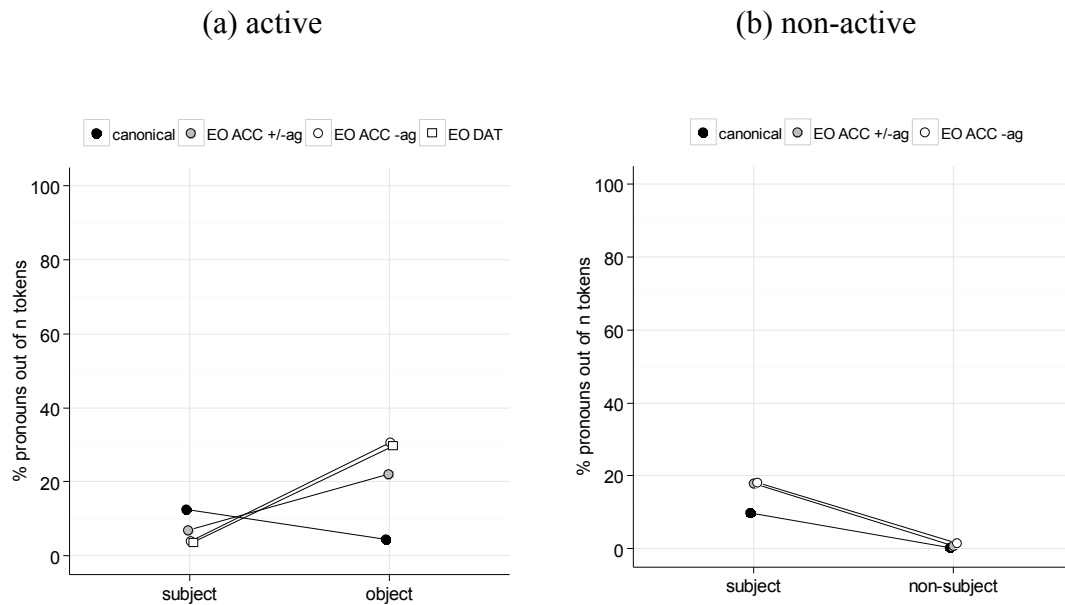 (a) active
canonical EO ACC +/-ag EO ACC -ag EO DAT
% pronouns out of n tokens
100
80
60
40
20
0
subject object
(b) non-active
canonical EO ACC +/-ag EO ACC -ag
% pronouns out of n tokens
100
80
60
40
20
0
subject non-subject